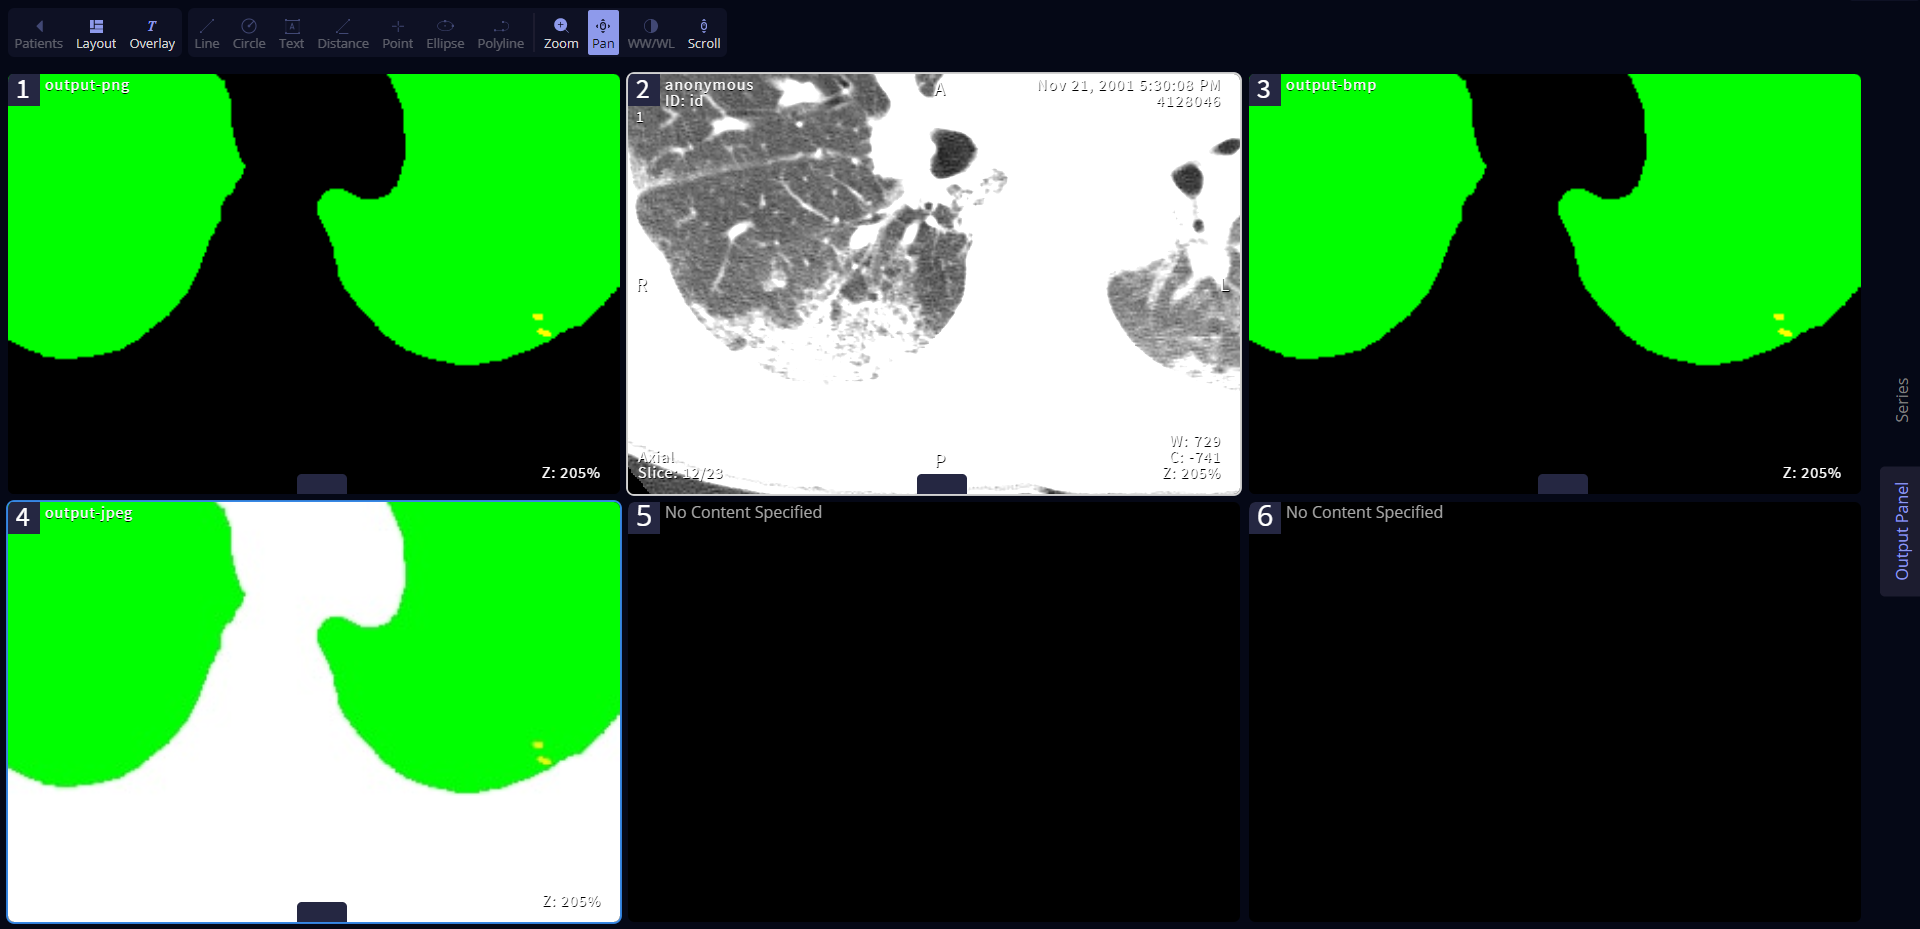 Patients
Layout
Overlay
Line
Circle
Text
Distance
Point
Ellipse
Polyline
Zoom
Pan
WW/WL
Scroll
1 output-png
Z: 205%
2 anonymous
ID: id
1
A
Nov 21, 2001 5:30:08 PM
4128046
R
L
P
Axial
Slice: 12/23
W: 729
C: -741
Z: 205%
3 output-bmp
Z: 205%
4 output-jpeg
Z: 205%
5 No Content Specified
6 No Content Specified
Series
Output Panel